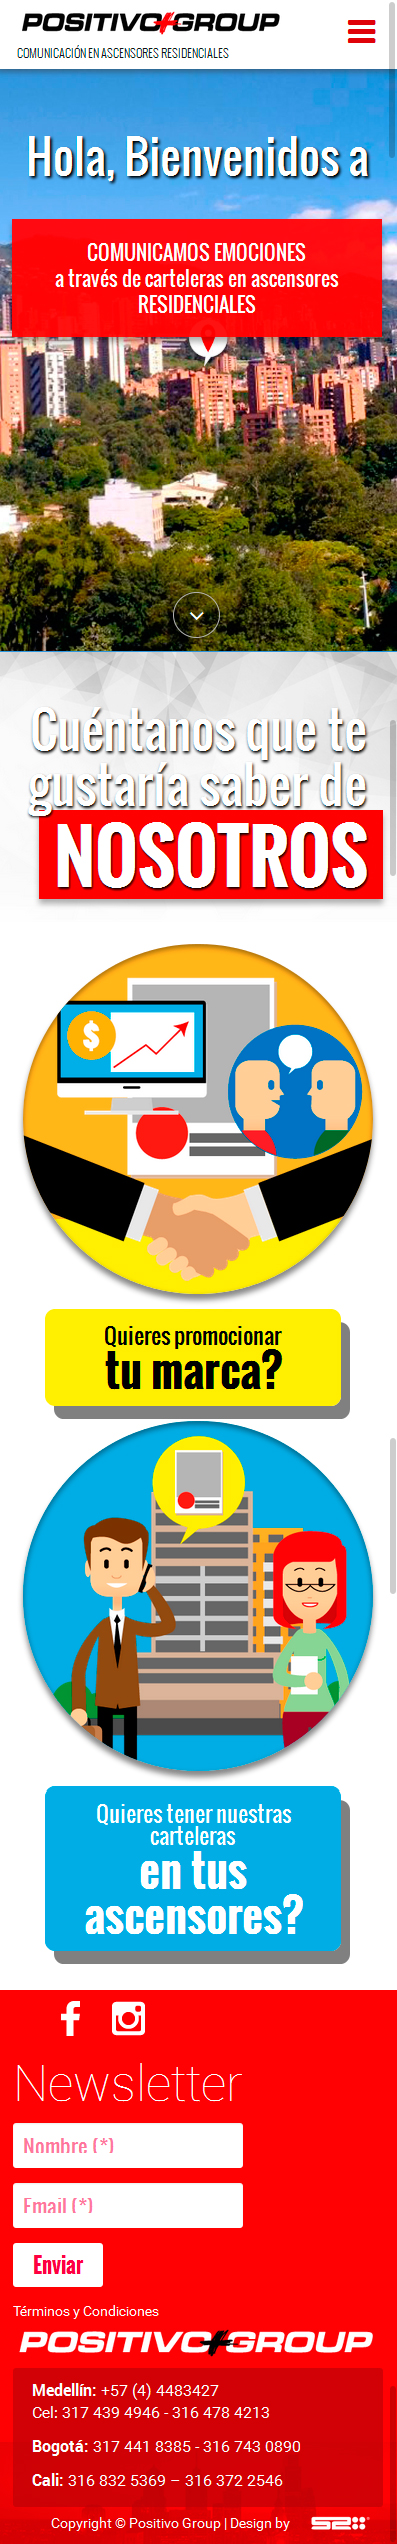 POSITIVO+GROUP
COMUNICACIÓN EN ASCENSORES RESIDENCIALES
Hola, Bienvenidos a
COMUNICAMOS EMOCIONES
a través de carteleras en ascensores
RESIDENCIALES
Cuéntanos que te
gustaría saber de
NOSOTROS
$
Quieres promocionar
tu marca?
Quieres tener nuestras
carteleras
en tus
ascensores?
Newsletter
Nombre (*)
Email (*)
Enviar
Términos y Condiciones
POSITIVO+GROUP
Medellín: +57 (4) 4483427
Cel: 317 439 4946 - 316 478 4213
Bogotá: 317 441 8385 - 316 743 0890
Cali: 316 832 5369 – 316 372 2546
Copyright © Positivo Group | Design by